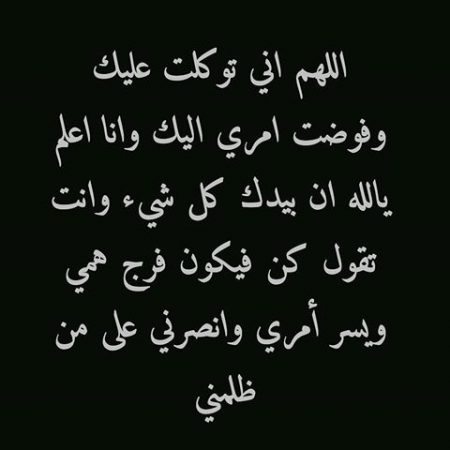 اللهم اني توكلت عليك
وفوضت امري اليك وانا اعلم
يالله ان بيدك كل شيء وانت
تقول كن فيكون فرج همي
ويسر أمري وانصرني على من
ظلمني